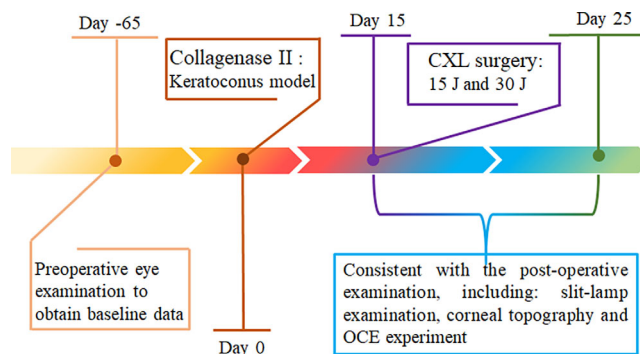 Day -65
Day 15
Day 25
Collagenase II :
Keratoconus model
CXL surgery:
15 J and 30 J
Preoperative eye
examination to
obtain baseline data
Day 0
Consistent with the post-operative
examination, including: slit-lamp
examination, corneal topography and
OCE experiment